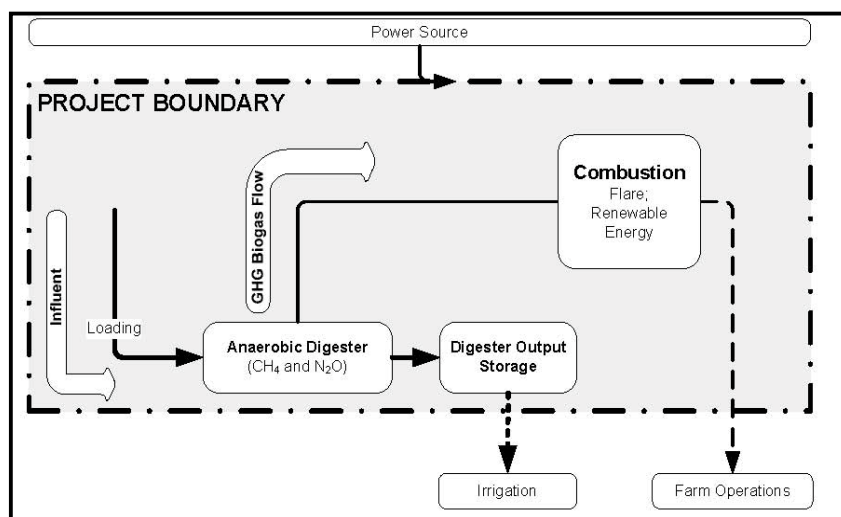 Power Source
PROJECT BOUNDARY
Combustion
Flare;
Renewable
Energy
GHG Biogas Flow
Influent
Loading
Anaerobic Digester
(CH₄ and N₂O)
Digester Output
Storage
Irrigation
Farm Operations